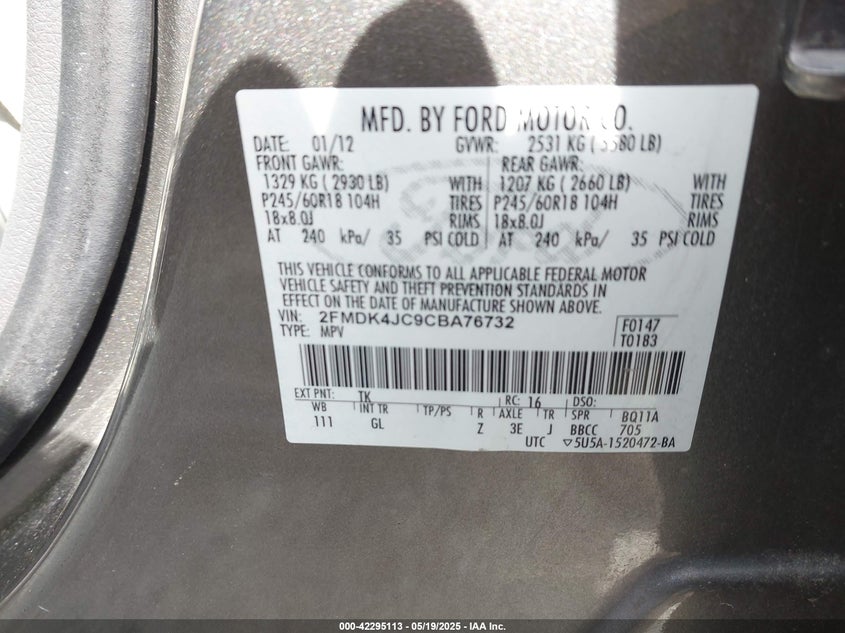 MFD. BY FORD MOTOR CO.
DATE: 01/12 GVWR: 2531 KG ( 5580 LB)
FRONT GAWR: REAR GAWR:
1329 KG ( 2930 LB) WITH 1207 KG ( 2660 LB) WITH
P245/60R18 104H TIRES P245/60R18 104H TIRES
18x8.0J RIMS 18x8.0J RIMS
AT 240 kPa/ 35 PSI COLD AT 240 kPa/ 35 PSI COLD
THIS VEHICLE CONFORMS TO ALL APPLICABLE FEDERAL MOTOR
VEHICLE SAFETY AND THEFT PREVENTION STANDARDS IN
EFFECT ON THE DATE OF MANUFACTURE SHOWN ABOVE.
VIN: 2FMDK4JC9CBA76732 F0147
TYPE: MPV T0183
EXT PNT: TK RC: 16 DSO:
WB INT TR TP/PS R AXLE TR SPR BQ11A
111 GL Z 3E J BBCC 705
UTC ▽5U5A-1520472-BA
000-42295113 - 05/19/2025 - IAA Inc.